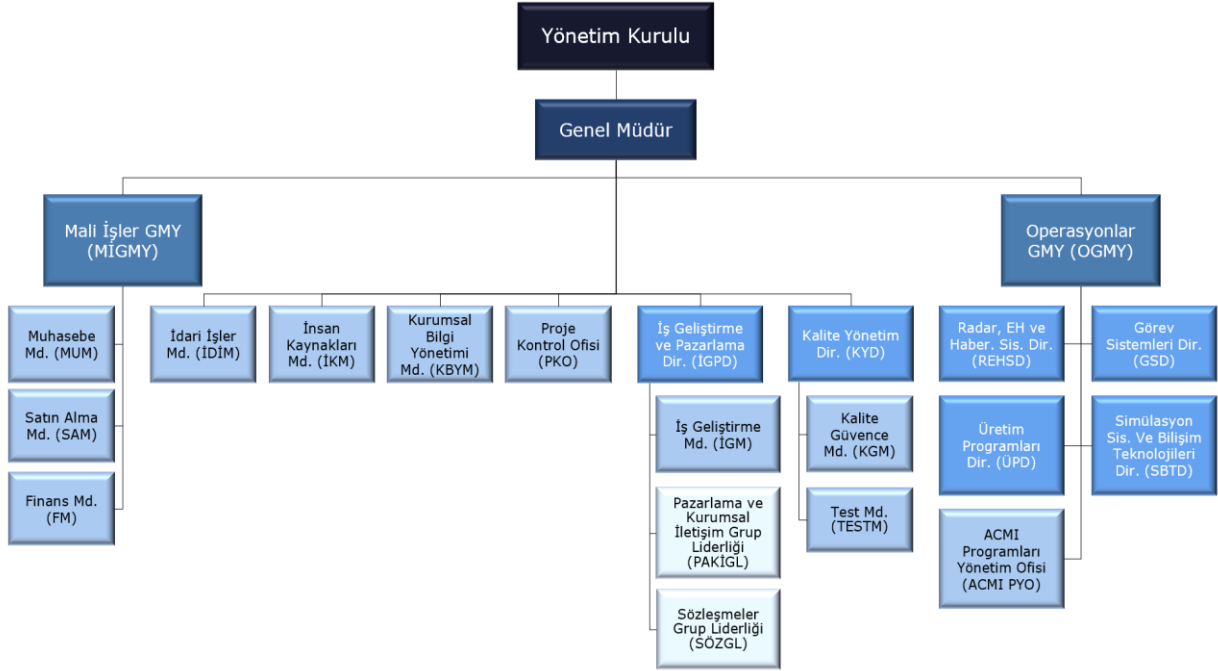 Yönetim Kurulu
Genel Müdür
Mali İşler GMY
(MİGMY)
Operasyonlar
GMY (OGMY)
Muhasebe
Md. (MUM)
Satın Alma
Md. (SAM)
Finans Md.
(FM)
İdari İşler
Md. (İDİM)
İnsan
Kaynakları
Md. (İKM)
Kurumsal
Bilgi
Yönetimi
Md. (KBYM)
Proje
Kontrol Ofisi
(PKO)
İş Geliştirme
ve Pazarlama
Dir. (İGPD)
İş Geliştirme
Md. (İGM)
Pazarlama ve
Kurumsal
İletişim Grup
Liderliği
(PAKİGL)
Sözleşmeler
Grup Liderliği
(SÖZGL)
Kalite Yönetim
Dir. (KYD)
Kalite
Güvence
Md. (KGM)
Test Md.
(TESTM)
Radar, EH ve
Haber. Sis. Dir.
(REHSD)
Görev
Sistemleri Dir.
(GSD)
Üretim
Programları
Dir. (ÜPD)
Simülasyon
Sis. Ve Bilişim
Teknolojileri
Dir. (SBTD)
ACMI
Programları
Yönetim Ofisi
(ACMI PYO)